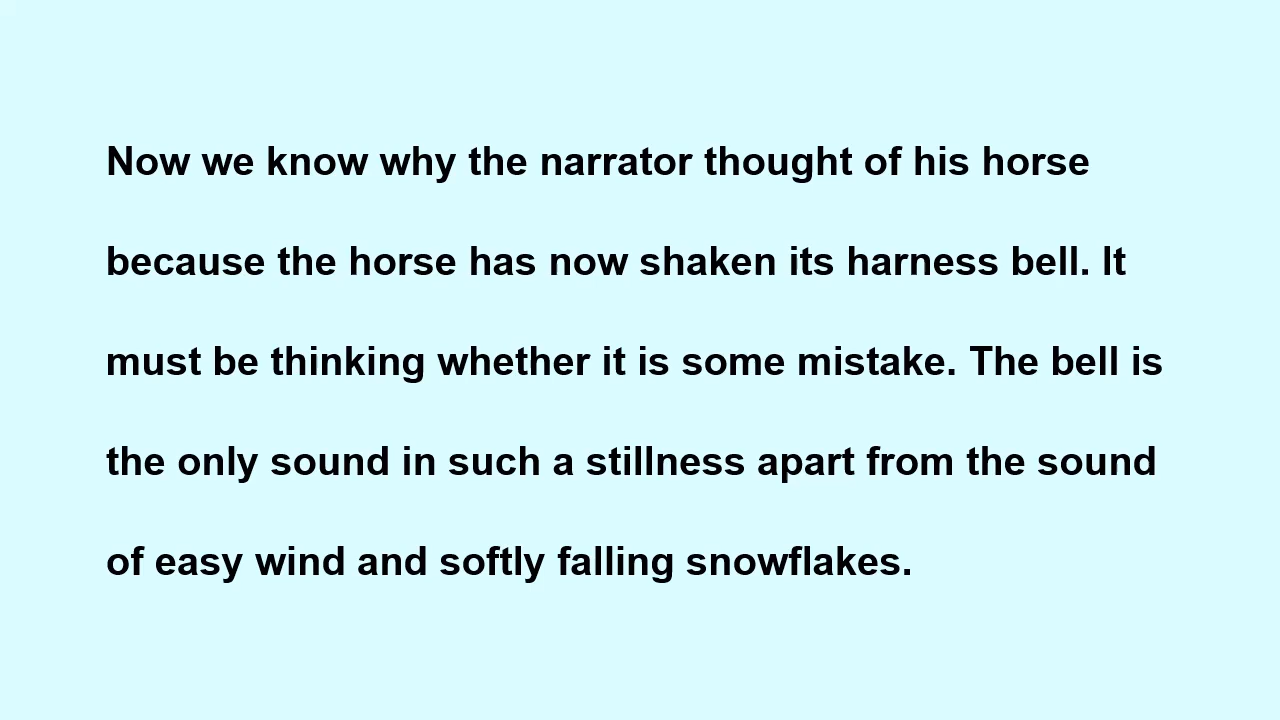 Now we know why the narrator thought of his horse
because the horse has now shaken its harness bell. It
must be thinking whether it is some mistake. The bell is
the only sound in such a stillness apart from the sound
of easy wind and softly falling snowflakes.